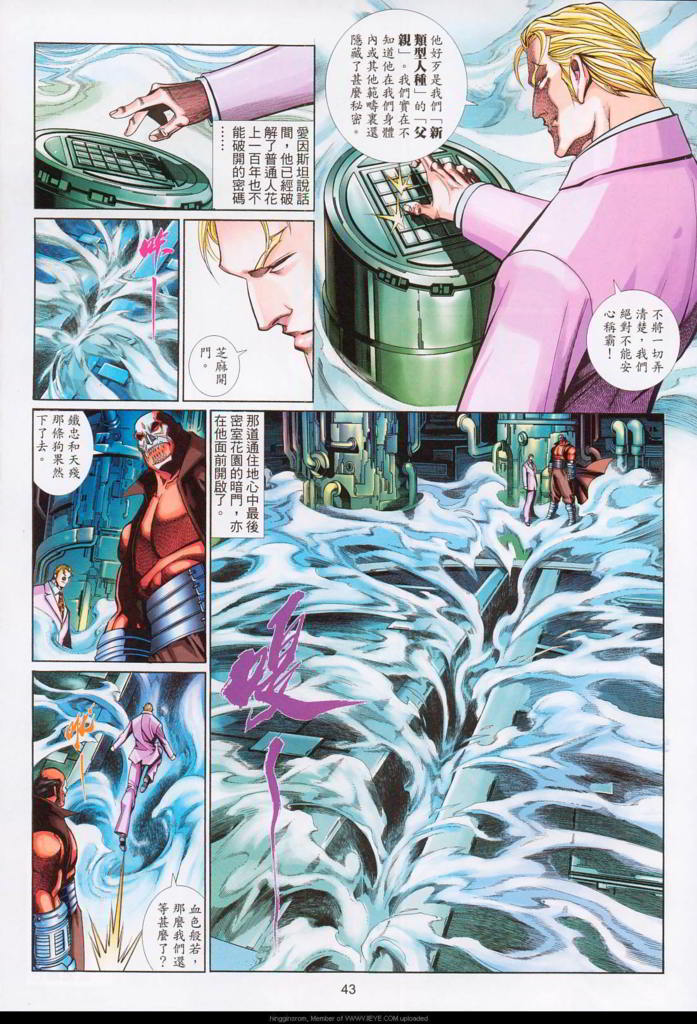 他好歹是我們「新
類型人種」的「父
親」。我們實在不
知道他在我們身體
內或其他範疇裏還
隱藏了甚麼秘密。
愛因斯坦說話
間，他已經破
解了普通人花
上一百年也不
能破開的密碼
……
不將一切弄
清楚，我們
絕對不能安
心稱霸！
芝麻開
門。
鐵忠和天殘
那條狗果然
下了去。
那道通住地心中最後
密室花園的暗門，亦
在他面前開啟了。
血色般若，
那麼我們還
等甚麼了？
43
hingginsrom, Member of WWW.IIEYE.COM uploaded